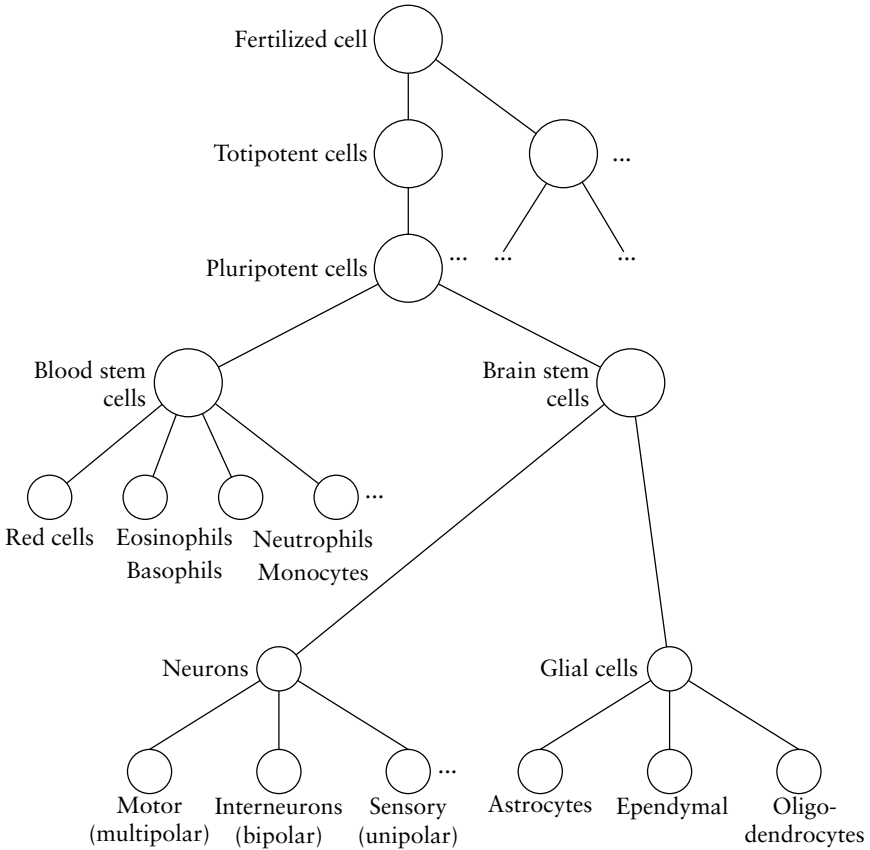 Fertilized cell
Totipotent cells
...
Pluripotent cells
...
...
...
Blood stem
cells
Brain stem
cells
...
Red cells
Eosinophils
Basophils
Neutrophils
Monocytes
Neurons
Glial cells
...
Motor
(multipolar)
Interneurons
(bipolar)
Sensory
(unipolar)
Astrocytes
Ependymal
Oligo-
dendrocytes